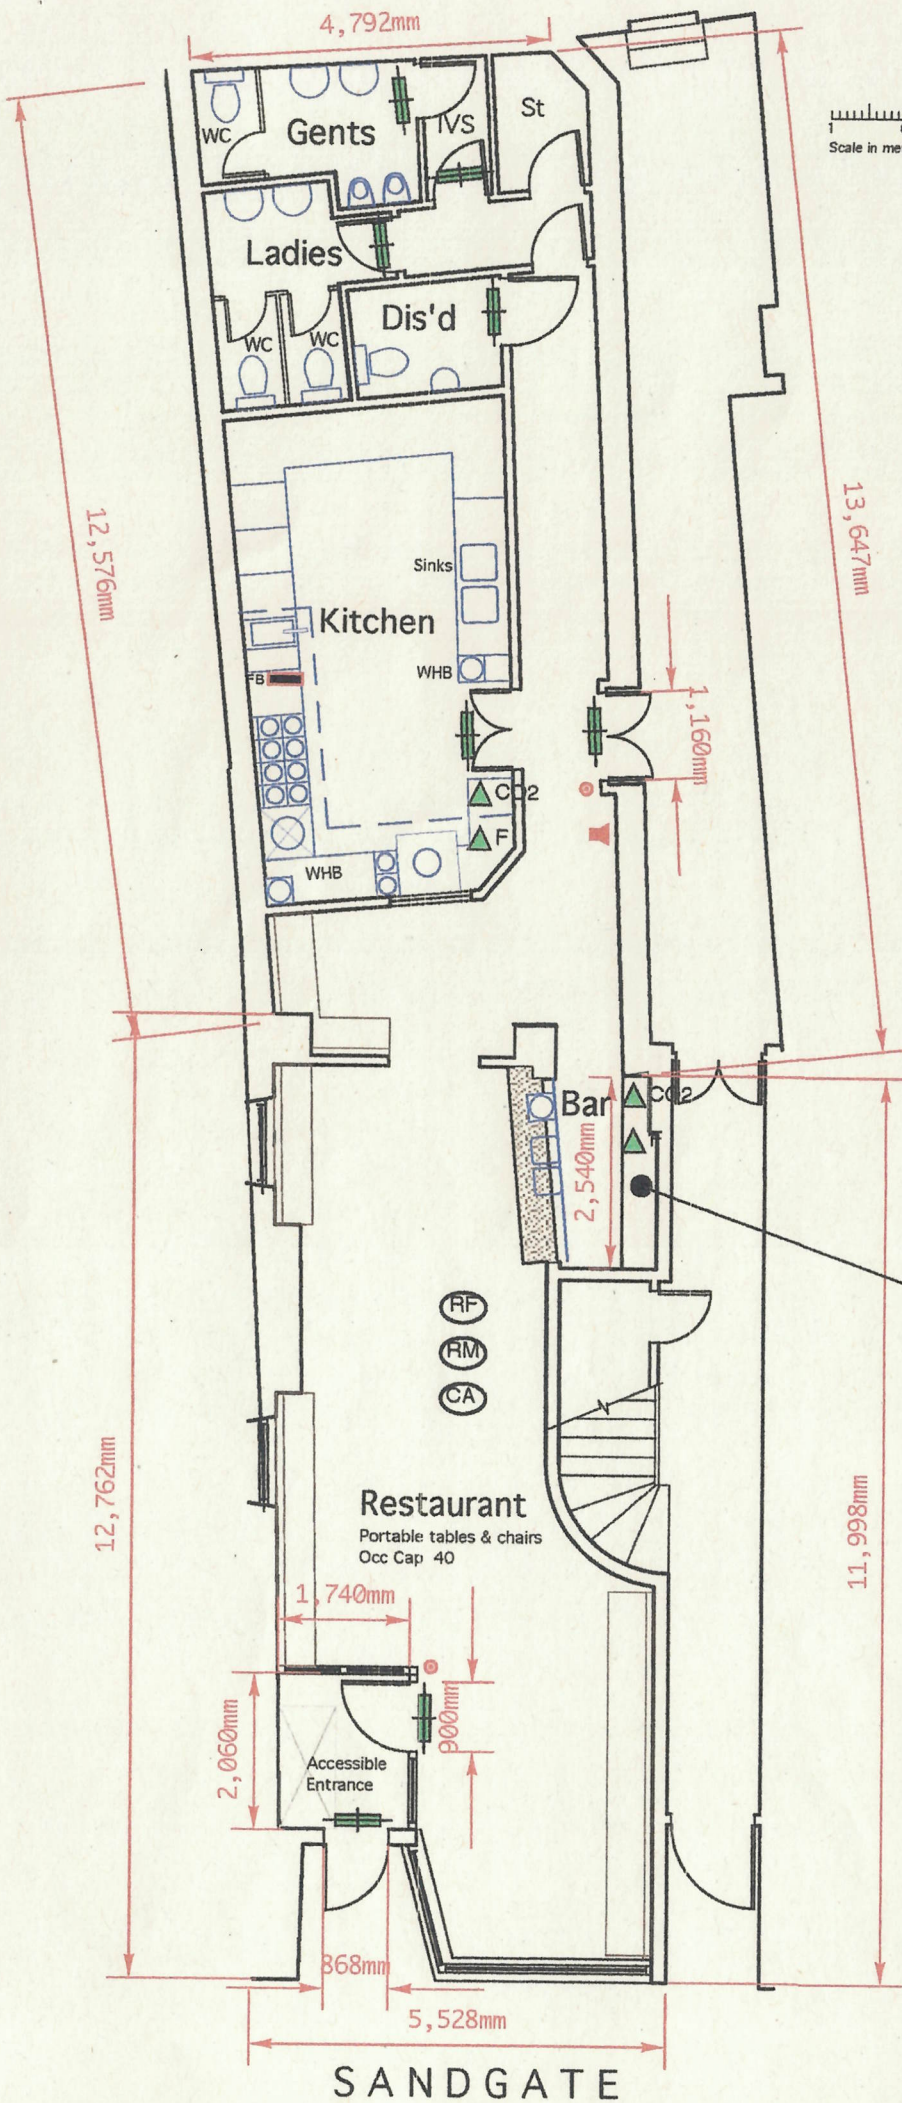 4,792mm
St
IVS
WC
Gents
Scale in me
Ladies
Dis'd
WC
WC
12,576mm
13,647mm
Sinks
Kitchen
WHB
FB
1,160mm
CO2
F
WHB
Bar
CO2
2,540mm
RF
RM
CA
12,762mm
11,998mm
Restaurant
Portable tables & chairs
Occ Cap 40
1,740mm
900mm
2,060mm
Accessible
Entrance
N
868mm
5,528mm
SANDGATE